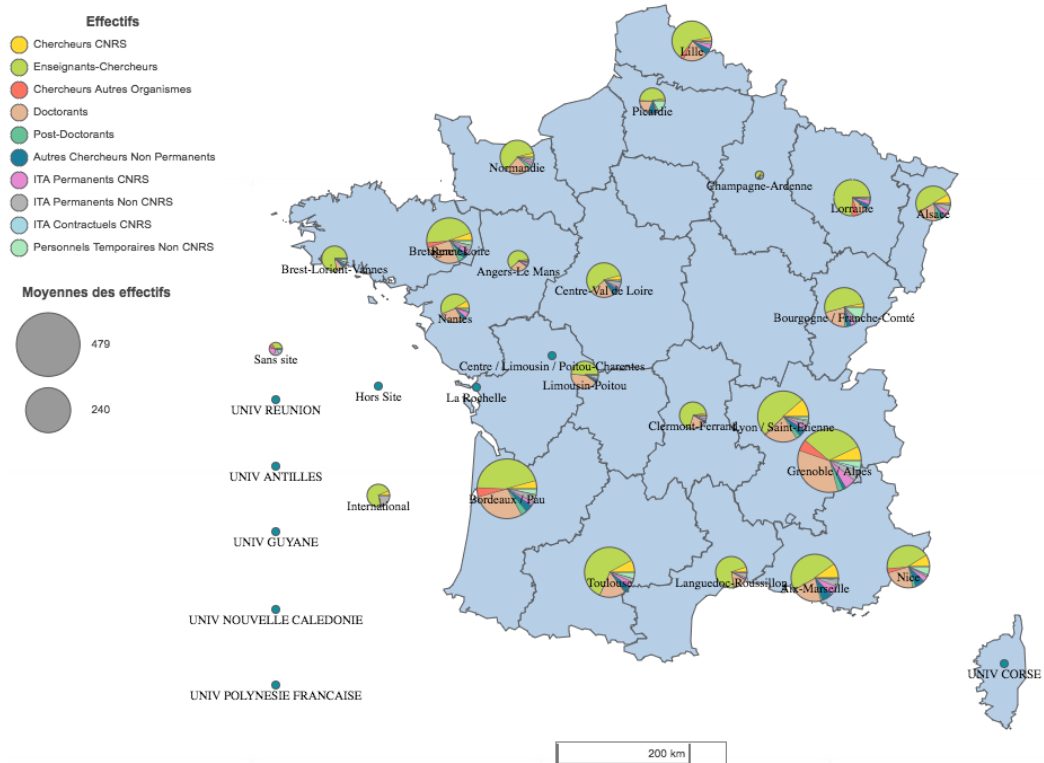 Effectifs
Chercheurs CNRS
Enseignants-Chercheurs
Chercheurs Autres Organismes
Doctorants
Post-Doctorants
Autres Chercheurs Non Permanents
ITA Permanents CNRS
ITA Permanents Non CNRS
ITA Contractuels CNRS
Personnels Temporaires Non CNRS
Moyennes des effectifs
479
240
Lille
Picardie
Normandie
Champagne-Ardenne
Lorraine
Alsace
Bretagne Loire
Rennes
Brest-Lorient-Vannes
Angers-Le Mans
Centre-Val de Loire
Nantes
Bourgogne / Franche-Comté
Sans site
Centre / Limousin / Poitou-Charentes
Limousin-Poitou
Hors Site
La Rochelle
UNIV REUNION
Clermont-Ferrand
Lyon / Saint-Etienne
Grenoble / Alpes
UNIV ANTILLES
International
Bordeaux / Pau
UNIV GUYANE
Toulouse
Languedoc-Roussillon
Aix-Marseille
Nice
UNIV NOUVELLE CALEDONIE
UNIV CORSE
UNIV POLYNESIE FRANCAISE
200 km